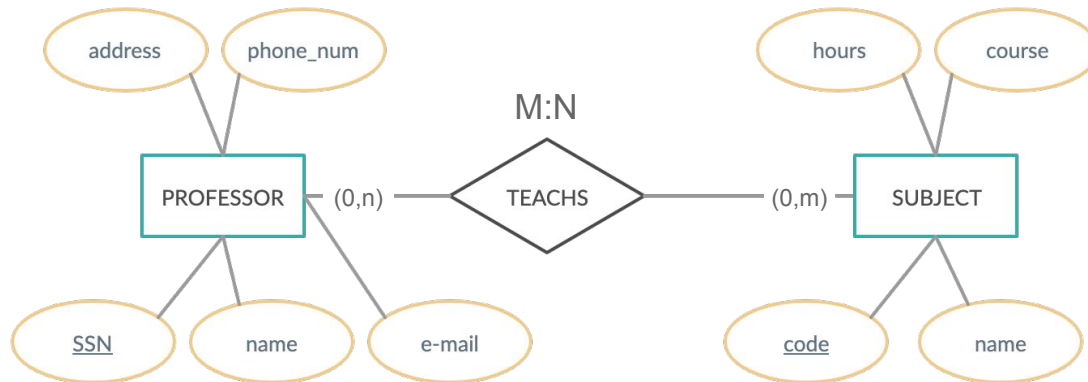 address
phone_num
hours
course
M:N
PROFESSOR
(0,n)
TEACHS
(0,m)
SUBJECT
SSN
name
e-mail
code
name